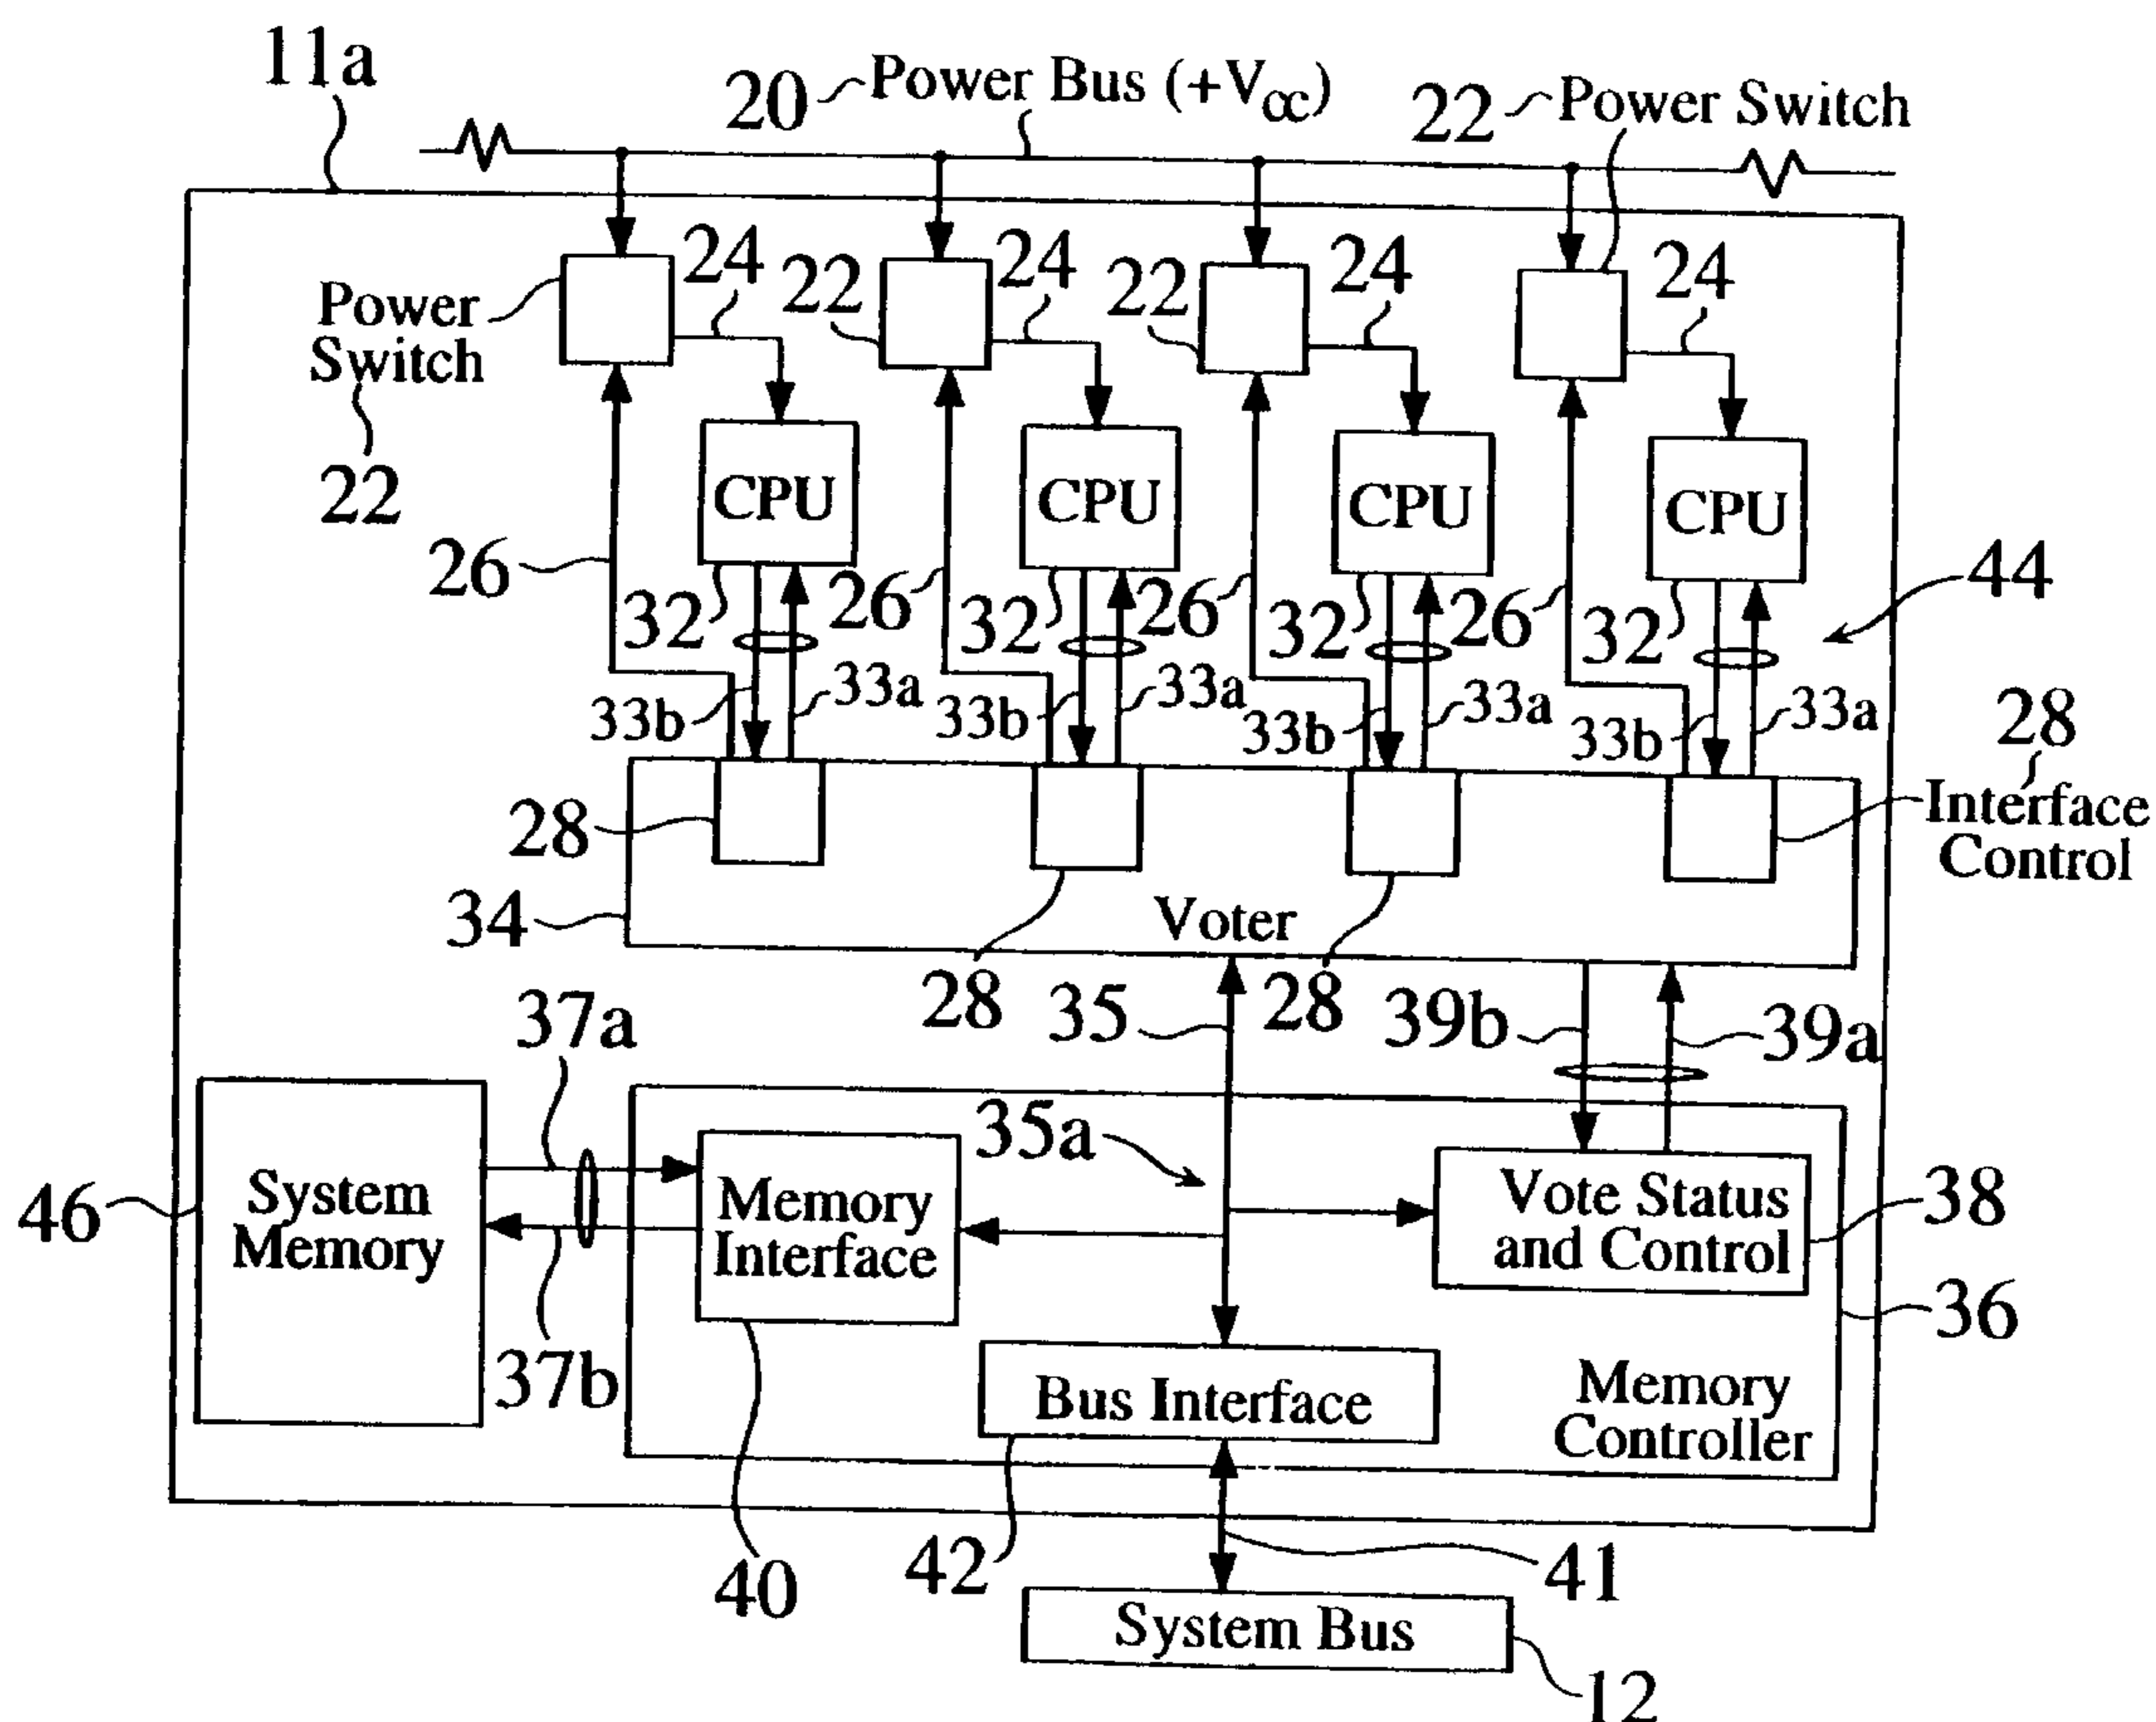 11a
20 Power Bus (+Vcc)
22 Power Switch
24
22
24
22
24
24
Power
Switch
22
CPU
CPU
CPU
CPU
26
32
26
32
26
32
26
32
44
33b
33a
33b
33a
33b
33a
33b
33a
28
Interface
Control
28
34
Voter
28
35
28
39b
39a
37a
35a
46
System
Memory
Memory
Interface
Vote Status
and Control
38
36
37b
Bus Interface
Memory
Controller
40
42
41
System Bus
12